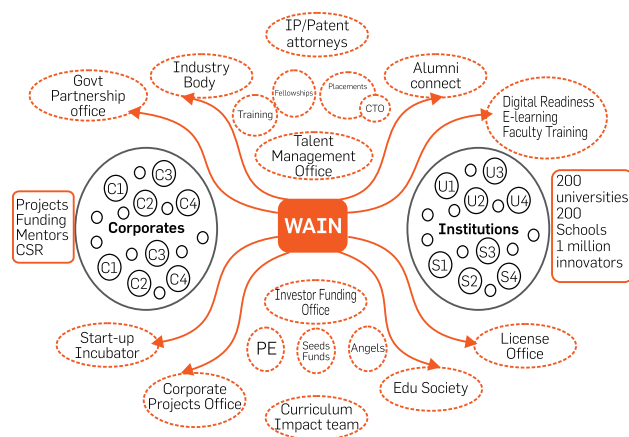 IP/Patent
attorneys
Industry
Body
Alumni
connect
Govt
Partnership
office
Fellowships
Placements
CTO
Training
Digital Readiness
E-learning
Faculty Training
Talent
Management
Office
C1
C3
C2
C4
Corporates
C1
C3
C2
C4
Projects
Funding
Mentors
CSR
WAIN
U1
U3
U2
U4
Institutions
S1
S3
S2
S4
200
universities
200
Schools
1 million
innovators
Investor Funding
Office
PE
Seeds
Funds
Angels
Start-up
Incubator
License
Office
Corporate
Projects Office
Edu Society
Curriculum
Impact team